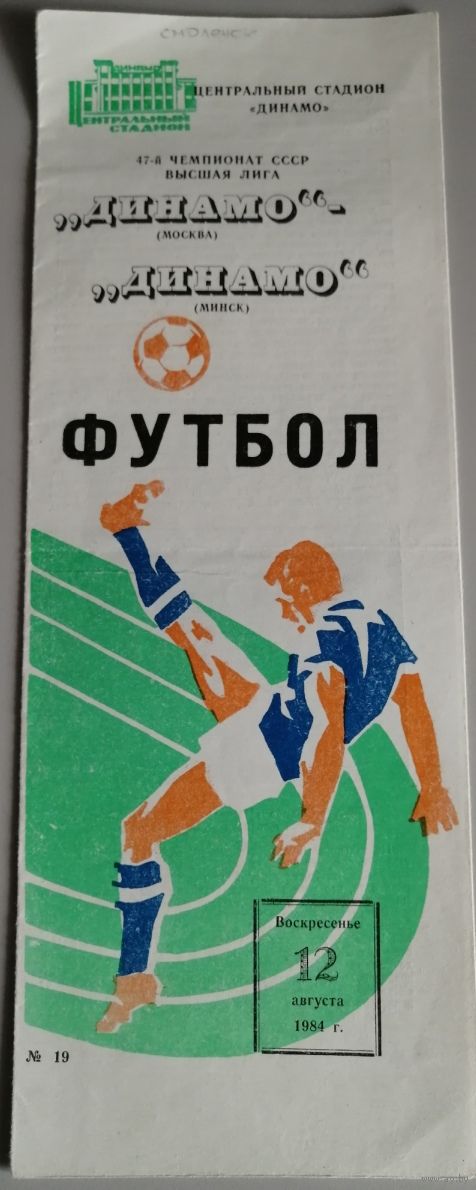 СМОЛЕНСК
ДИНАМО
ЦЕНТРАЛЬНЫЙ
СТАДИОН
ЦЕНТРАЛЬНЫЙ СТАДИОН
«ДИНАМО»
47-й ЧЕМПИОНАТ СССР
ВЫСШАЯ ЛИГА
„ДИНАМО“-
(МОСКВА)
„ДИНАМО“
(МИНСК)
ФУТБОЛ
Воскресенье
12
августа
1984 г.
№ 19